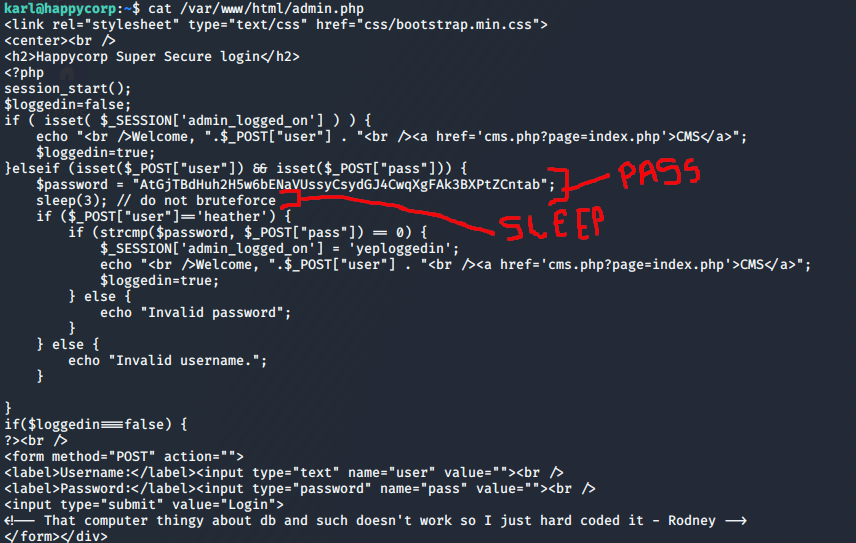 karl@happycorp:~$ cat /var/www/html/admin.php
<link rel="stylesheet" type="text/css" href="css/bootstrap.min.css">
<center><br />
<h2>Happycorp Super Secure login</h2>
<?php
session_start();
$loggedin=false;
if ( isset( $_SESSION['admin_logged_on'] ) ) {
    echo "<br />Welcome, ".$_POST["user"] . "<br /><a href='cms.php?page=index.php'>CMS</a>";
    $loggedin=true;
}elseif (isset($_POST["user"]) && isset($_POST["pass"])) {
    $password = "AtGjTBdHuh2H5w6bENaVUssyCsydGJ4CwqXgFAk3BXPtZCntab";
PASS
    sleep(3); // do not bruteforce
SLEEP
    if ($_POST["user"]=='heather') {
        if (strcmp($password, $_POST["pass"]) == 0) {
            $_SESSION['admin_logged_on'] = 'yeploggedin';
            echo "<br />Welcome, ".$_POST["user"] . "<br /><a href='cms.php?page=index.php'>CMS</a>";
            $loggedin=true;
        } else {
            echo "Invalid password";
        }
    } else {
        echo "Invalid username.";
    }

}
if($loggedin===false) {
?><br />
<form method="POST" action="">
<label>Username:</label><input type="text" name="user" value=""><br />
<label>Password:</label><input type="password" name="pass" value=""><br />
<input type="submit" value="Login">
<!-- That computer thingy about db and such doesn't work so I just hard coded it - Rodney -->
</form></div>